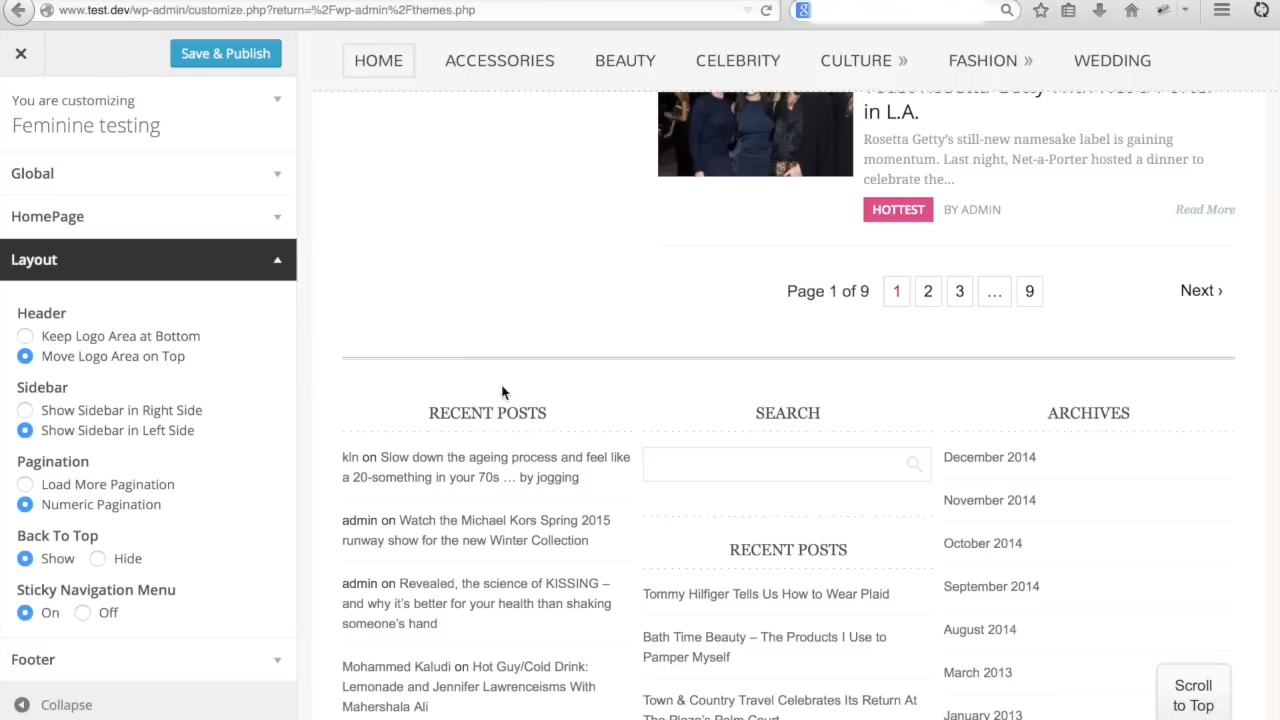 www.test.dev/wp-admin/customize.php?return=%2Fwp-admin%2Fthemes.php
Save & Publish
You are customizing
Feminine testing
Global
HomePage
Layout
Header
Keep Logo Area at Bottom
Move Logo Area on Top
Sidebar
Show Sidebar in Right Side
Show Sidebar in Left Side
Pagination
Load More Pagination
Numeric Pagination
Back To Top
Show Hide
Sticky Navigation Menu
On Off
Footer
Collapse
HOME ACCESSORIES BEAUTY CELEBRITY CULTURE » FASHION » WEDDING
in L.A.
Rosetta Getty's still-new namesake label is gaining
momentum. Last night, Net-a-Porter hosted a dinner to
celebrate the...
HOTTEST BY ADMIN Read More
Page 1 of 9 1 2 3 ... 9 Next ›
RECENT POSTS
kln on Slow down the ageing process and feel like
a 20-something in your 70s … by jogging
admin on Watch the Michael Kors Spring 2015
runway show for the new Winter Collection
admin on Revealed, the science of KISSING –
and why it's better for your health than shaking
someone's hand
Mohammed Kaludi on Hot Guy/Cold Drink:
Lemonade and Jennifer Lawrenceisms With
Mahershala Ali
SEARCH
RECENT POSTS
Tommy Hilfiger Tells Us How to Wear Plaid
Bath Time Beauty – The Products I Use to
Pamper Myself
Town & Country Travel Celebrates Its Return At
The Plaza's Palm Court
ARCHIVES
December 2014
November 2014
October 2014
September 2014
August 2014
March 2013
January 2013
Scroll
to Top